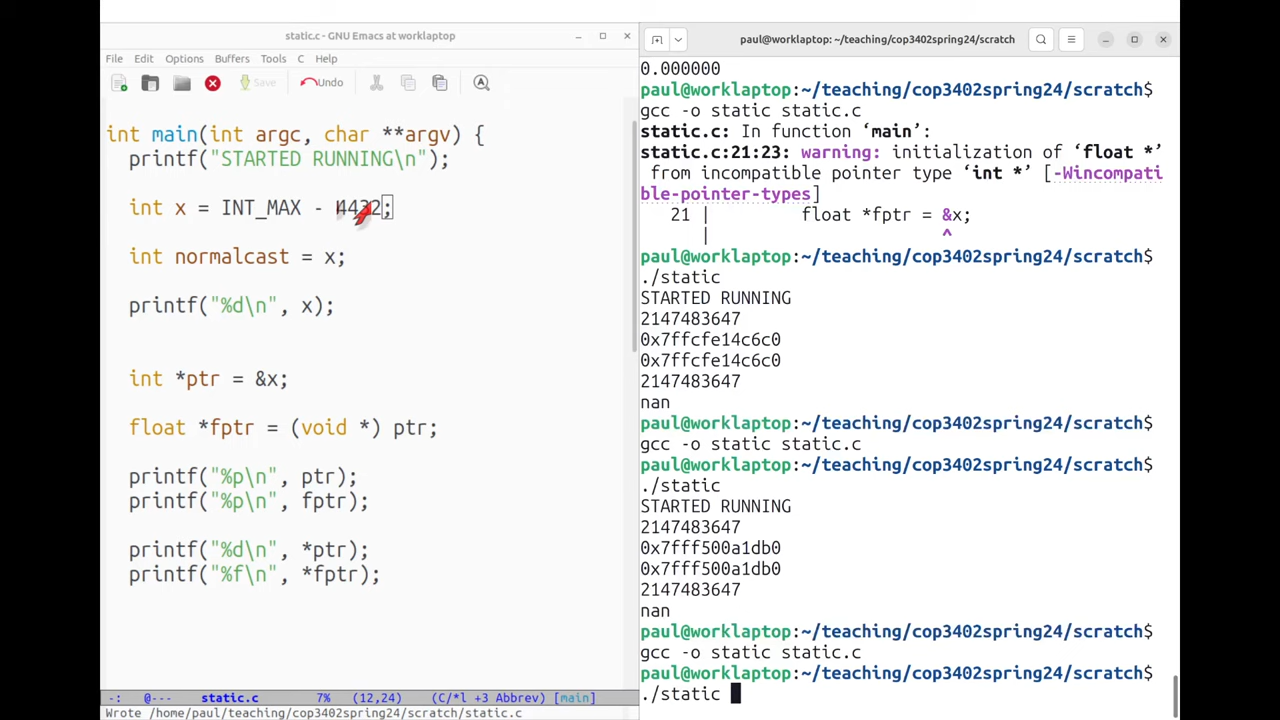 static.c - GNU Emacs at worklaptop
File Edit Options Buffers Tools C Help
Save Undo
int main(int argc, char **argv) {
printf("STARTED RUNNING\n");
int x = INT_MAX - 4432;
int normalcast = x;
printf("%d\n", x);
int *ptr = &x;
float *fptr = (void *) ptr;
printf("%p\n", ptr);
printf("%p\n", fptr);
printf("%d\n", *ptr);
printf("%f\n", *fptr);
-: @--- static.c 7% (12,24) (C/*l +3 Abbrev) [main]
Wrote /home/paul/teaching/cop3402spring24/scratch/static.c
paul@worklaptop: ~/teaching/cop3402spring24/scratch
0.000000
paul@worklaptop:~/teaching/cop3402spring24/scratch$
gcc -o static static.c
static.c: In function ‘main’:
static.c:21:23: warning: initialization of ‘float *’
from incompatible pointer type ‘int *’ [-Wincompati
ble-pointer-types]
21 | float *fptr = &x;
| ^
paul@worklaptop:~/teaching/cop3402spring24/scratch$
./static
STARTED RUNNING
2147483647
0x7ffcfe14c6c0
0x7ffcfe14c6c0
2147483647
nan
paul@worklaptop:~/teaching/cop3402spring24/scratch$
gcc -o static static.c
paul@worklaptop:~/teaching/cop3402spring24/scratch$
./static
STARTED RUNNING
2147483647
0x7fff500a1db0
0x7fff500a1db0
2147483647
nan
paul@worklaptop:~/teaching/cop3402spring24/scratch$
gcc -o static static.c
paul@worklaptop:~/teaching/cop3402spring24/scratch$
./static